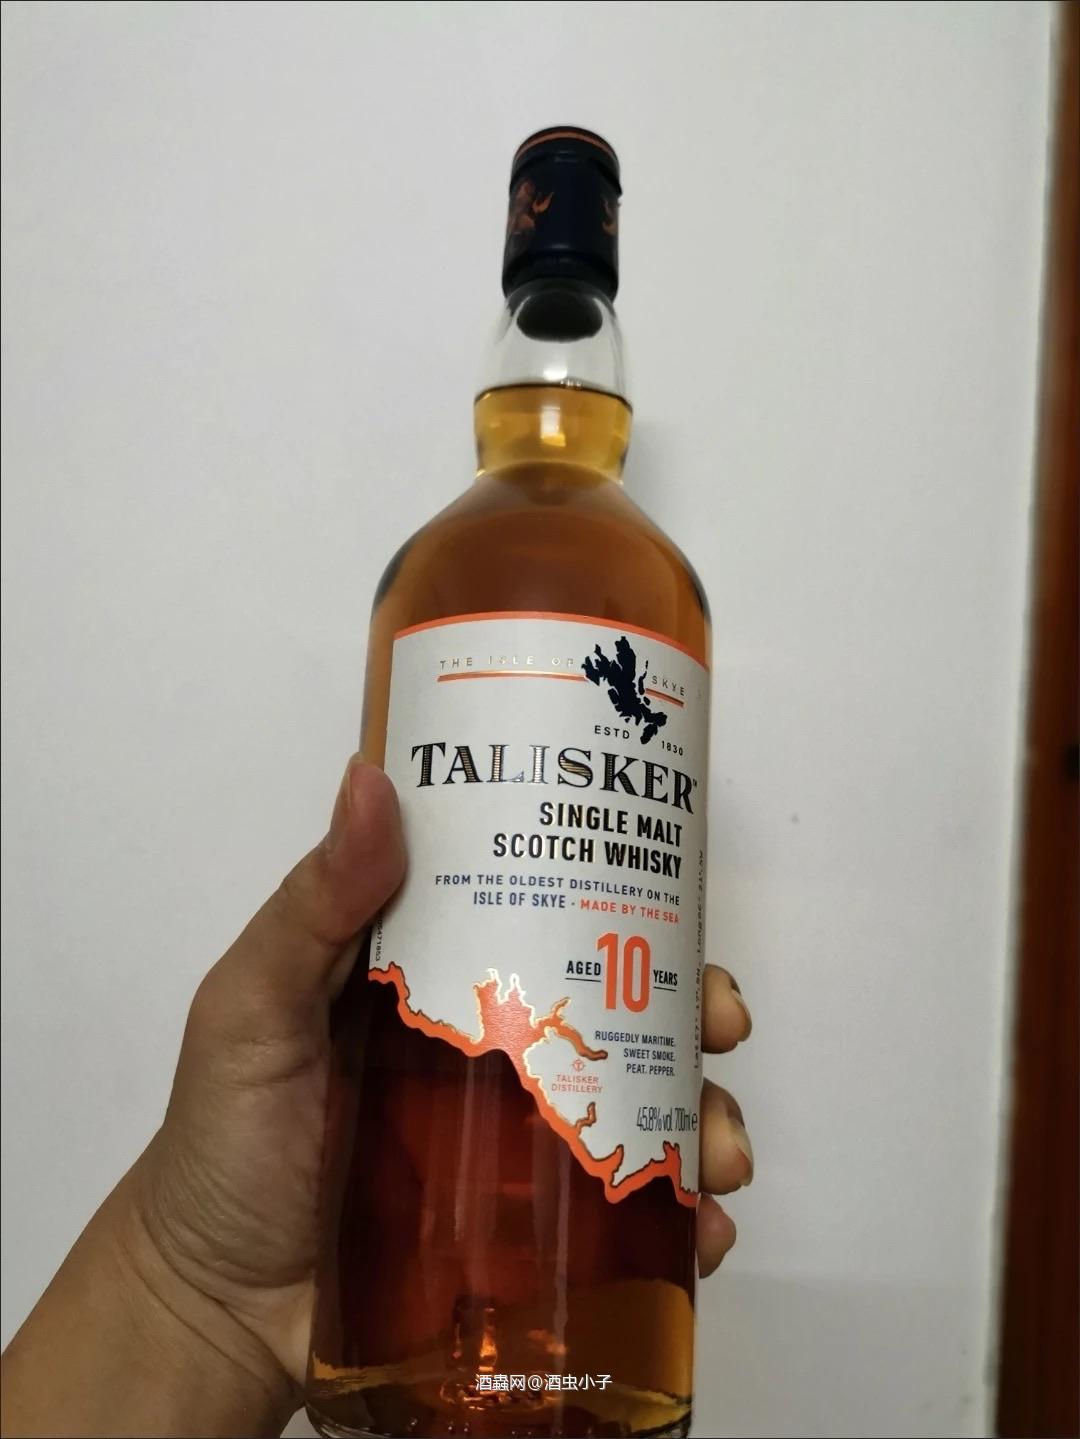 THE ISLE OF SKYE
ESTD 1830
TALISKER™
SINGLE MALT
SCOTCH WHISKY
FROM THE OLDEST DISTILLERY ON THE
ISLE OF SKYE - MADE BY THE SEA
AGED 10 YEARS
RUGGEDLY MARITIME.
SWEET SMOKE.
PEAT. PEPPER.
TALISKER
DISTILLERY
45.8% vol 700ml e
酒蟲网@酒虫小子